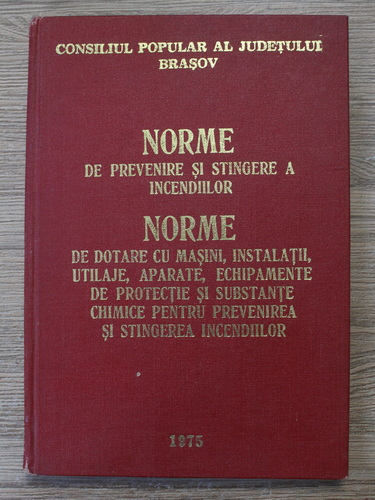 CONSILIUL POPULAR AL JUDEȚULUI
BRAȘOV
NORME
DE PREVENIRE ȘI STINGERE A
INCENDIILOR
NORME
DE DOTARE CU MAȘINI, INSTALAȚII,
UTILAJE, APARATE, ECHIPAMENTE
DE PROTECȚIE ȘI SUBSTANȚE
CHIMICE PENTRU PREVENIREA
ȘI STINGEREA INCENDIILOR
1975